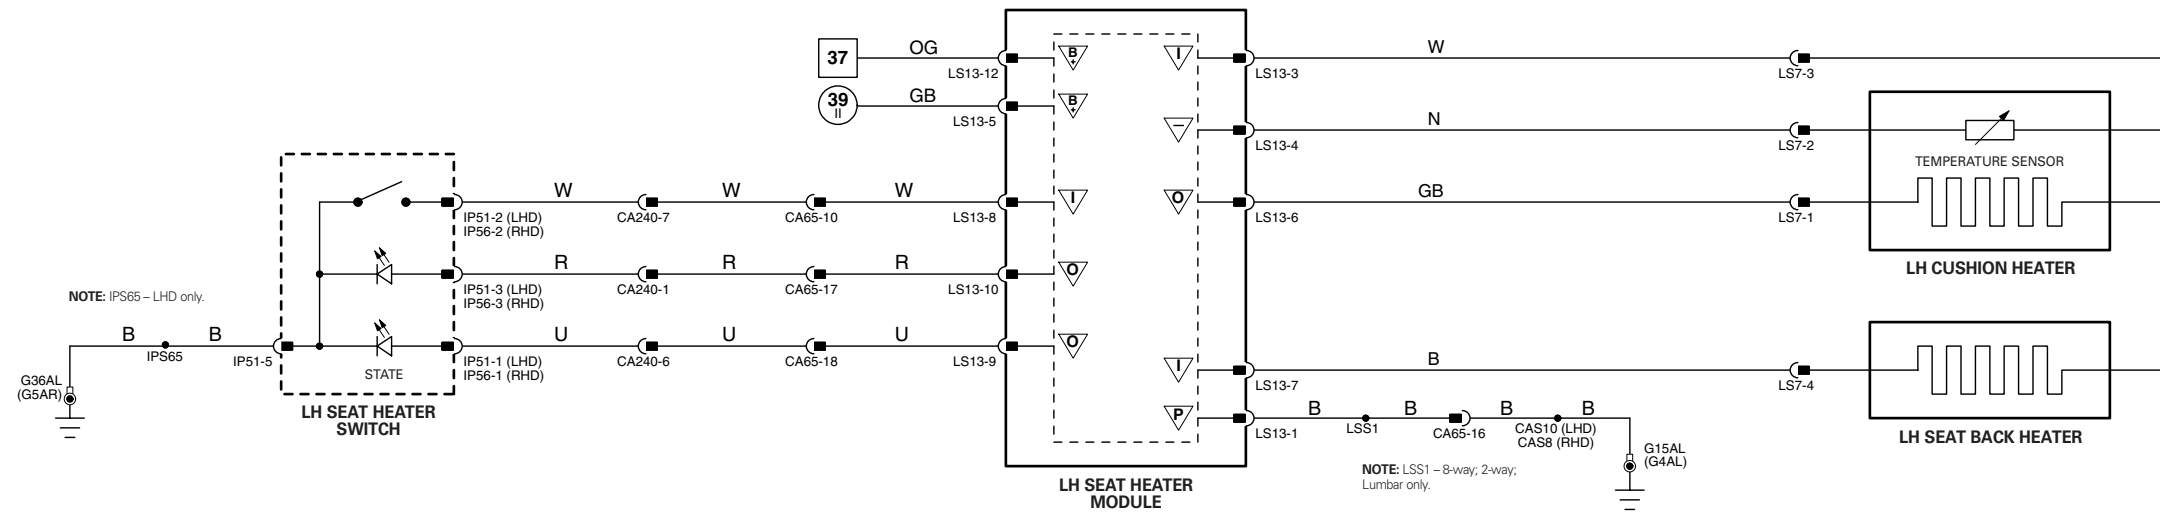 37
OG
LS13-12
B+
I
LS13-3
W
LS7-3
39
II
GB
LS13-5
B+
–
LS13-4
N
LS7-2
TEMPERATURE SENSOR
W
W
W
IP51-2 (LHD)
IP56-2 (RHD)
CA240-7
CA65-10
LS13-8
I
O
LS13-6
GB
LS7-1
LH CUSHION HEATER
R
R
R
IP51-3 (LHD)
IP56-3 (RHD)
CA240-1
CA65-17
LS13-10
O
NOTE: IPS65 – LHD only.
B
B
IPS65
IP51-5
G36AL
(G5AR)
STATE
U
U
U
IP51-1 (LHD)
IP56-1 (RHD)
CA240-6
CA65-18
LS13-9
O
LH SEAT HEATER
SWITCH
I
LS13-7
B
LS7-4
LH SEAT BACK HEATER
P
LS13-1
B
LSS1
B
CA65-16
B
CAS10 (LHD)
CAS8 (RHD)
B
G15AL
(G4AL)
NOTE: LSS1 – 8-way; 2-way;
Lumbar only.
LH SEAT HEATER
MODULE